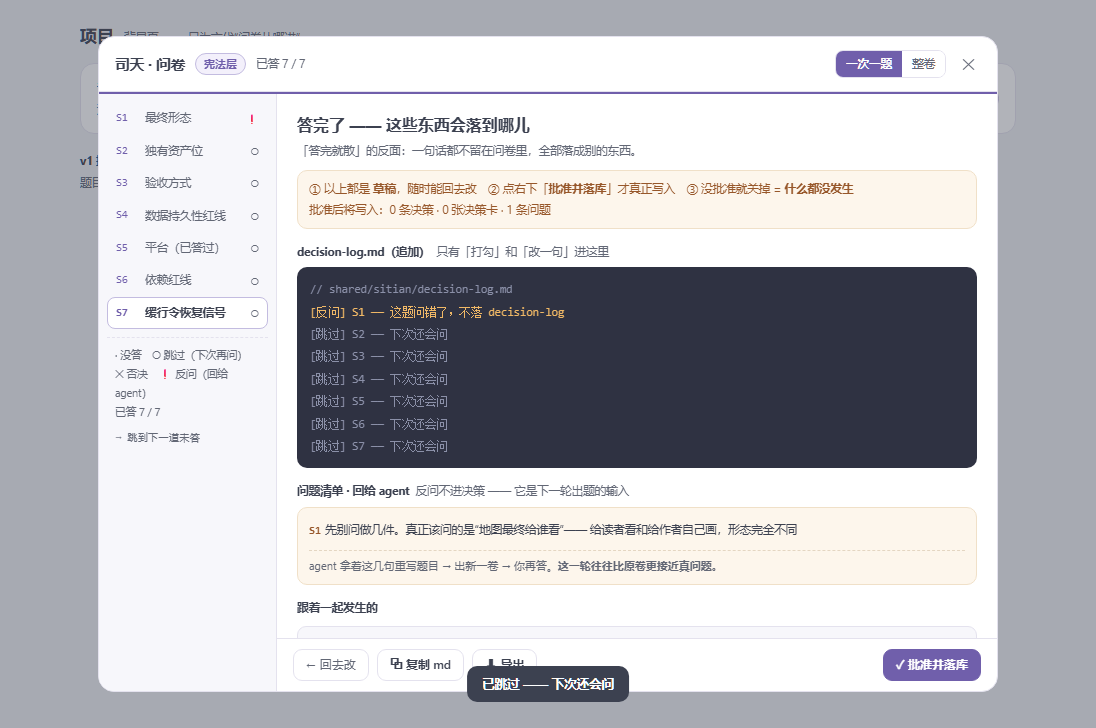 项目
v1
题目
司天 · 问卷 宪法层 已答 7 / 7 一次一题 整卷 ×
S1 最终形态 !
S2 独有资产位 ○
S3 验收方式 ○
S4 数据持久性红线 ○
S5 平台（已答过） ○
S6 依赖红线 ○
S7 缓行令恢复信号 ○
· 没答 ○ 跳过（下次再问）
× 否决 ! 反问（回给
agent)
已答 7 / 7
→ 跳到下一道未答
答完了 —— 这些东西会落到哪儿
「答完就散」的反面：一句话都不留在问卷里，全部落成别的东西。
① 以上都是 草稿，随时能回去改 ② 点右下「批准并落库」才真正写入 ③ 没批准就关掉 = 什么都没发生
批准后将写入：0 条决策 · 0 张决策卡 · 1 条问题
decision-log.md（追加） 只有「打勾」和「改一句」进这里
// shared/sitian/decision-log.md
[反问] S1 — 这题问错了，不落 decision-log
[跳过] S2 — 下次还会问
[跳过] S3 — 下次还会问
[跳过] S4 — 下次还会问
[跳过] S5 — 下次还会问
[跳过] S6 — 下次还会问
[跳过] S7 — 下次还会问
问题清单 · 回给 agent 反问不进决策 —— 它是下一轮出题的输入
S1 先别问做几件。真正该问的是“地图最终给谁看”—— 给读者看和给作者自己画，形态完全不同
agent 拿着这几句重写题目 → 出新一卷 → 你再答。这一轮往往比原卷更接近真问题。
跟着一起发生的
← 回去改 复制 md 导出 ✓ 批准并落库
已跳过 —— 下次还会问